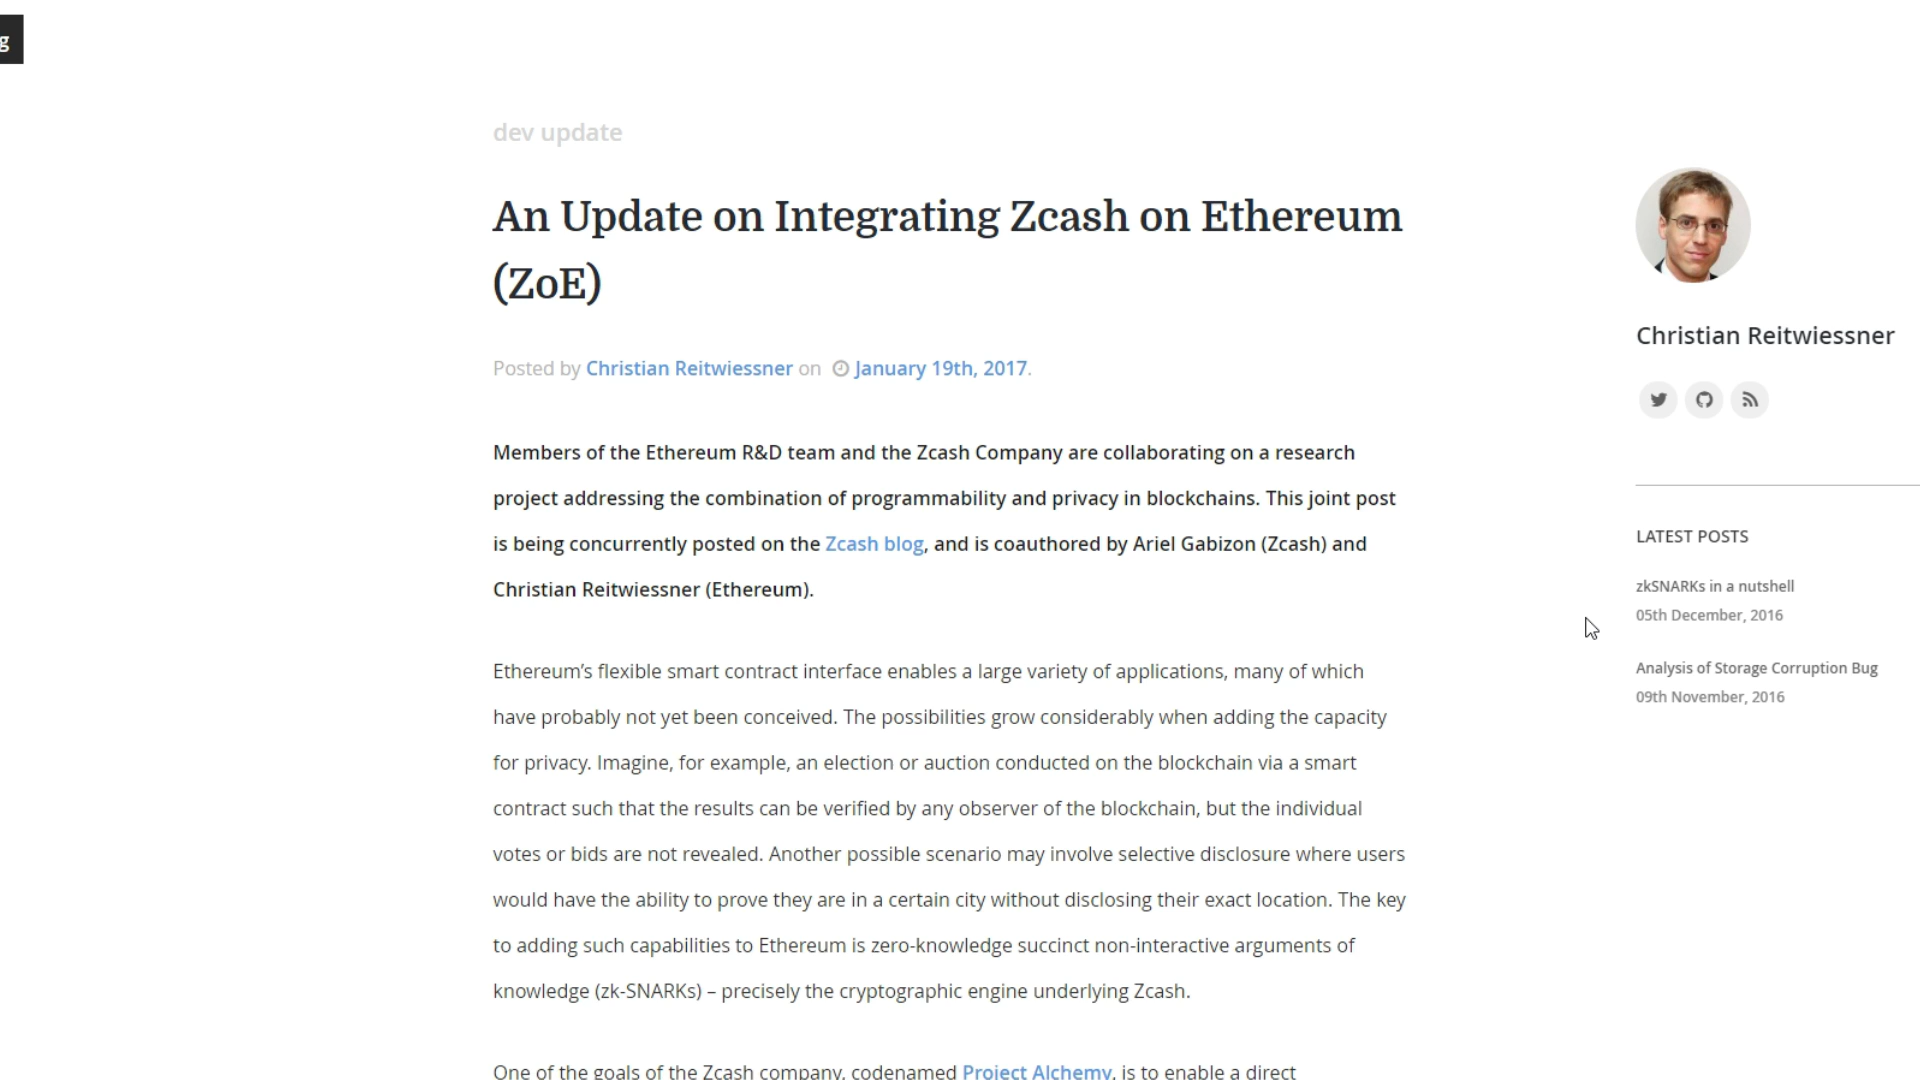 g
dev update
An Update on Integrating Zcash on Ethereum
(ZoE)
Posted by Christian Reitwiessner on January 19th, 2017.
Members of the Ethereum R&D team and the Zcash Company are collaborating on a research
project addressing the combination of programmability and privacy in blockchains. This joint post
is being concurrently posted on the Zcash blog, and is coauthored by Ariel Gabizon (Zcash) and
Christian Reitwiessner (Ethereum).
Ethereum’s flexible smart contract interface enables a large variety of applications, many of which
have probably not yet been conceived. The possibilities grow considerably when adding the capacity
for privacy. Imagine, for example, an election or auction conducted on the blockchain via a smart
contract such that the results can be verified by any observer of the blockchain, but the individual
votes or bids are not revealed. Another possible scenario may involve selective disclosure where users
would have the ability to prove they are in a certain city without disclosing their exact location. The key
to adding such capabilities to Ethereum is zero-knowledge succinct non-interactive arguments of
knowledge (zk-SNARKs) – precisely the cryptographic engine underlying Zcash.
One of the goals of the Zcash company, codenamed Project Alchemy, is to enable a direct
Christian Reitwiessner
LATEST POSTS
zkSNARKs in a nutshell
05th December, 2016
Analysis of Storage Corruption Bug
09th November, 2016